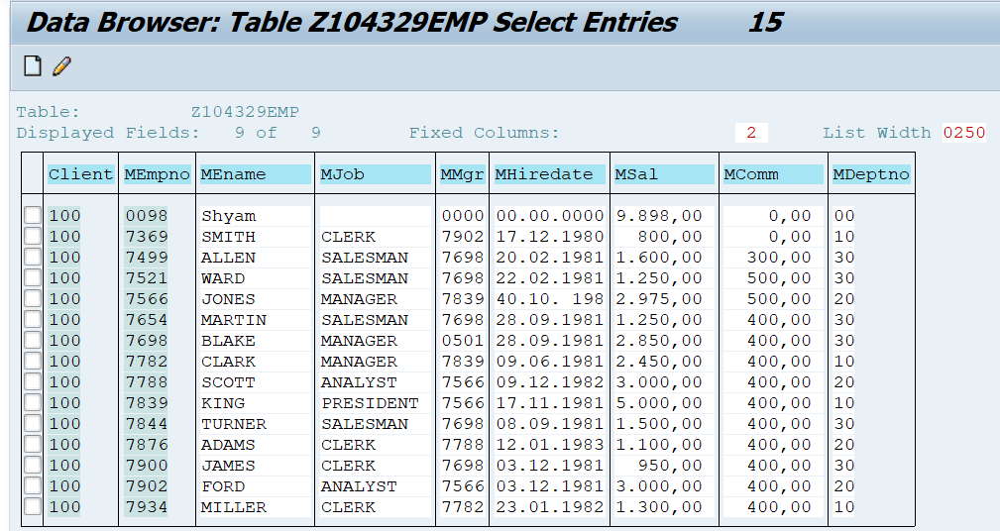 Data Browser: Table Z104329EMP Select Entries 15
Table: Z104329EMP
Displayed Fields: 9 of 9 Fixed Columns: 2 List Width 0250
Client MEmpno MEname MJob MMgr MHiredate MSal MComm MDeptno
100 0098 Shyam 0000 00.00.0000 9.898,00 0,00 00
100 7369 SMITH CLERK 7902 17.12.1980 800,00 0,00 10
100 7499 ALLEN SALESMAN 7698 20.02.1981 1.600,00 300,00 30
100 7521 WARD SALESMAN 7698 22.02.1981 1.250,00 500,00 30
100 7566 JONES MANAGER 7839 40.10. 198 2.975,00 500,00 20
100 7654 MARTIN SALESMAN 7698 28.09.1981 1.250,00 400,00 30
100 7698 BLAKE MANAGER 0501 28.09.1981 2.850,00 400,00 30
100 7782 CLARK MANAGER 7839 09.06.1981 2.450,00 400,00 10
100 7788 SCOTT ANALYST 7566 09.12.1982 3.000,00 400,00 20
100 7839 KING PRESIDENT 7566 17.11.1981 5.000,00 400,00 10
100 7844 TURNER SALESMAN 7698 08.09.1981 1.500,00 400,00 30
100 7876 ADAMS CLERK 7788 12.01.1983 1.100,00 400,00 20
100 7900 JAMES CLERK 7698 03.12.1981 950,00 400,00 30
100 7902 FORD ANALYST 7566 03.12.1981 3.000,00 400,00 20
100 7934 MILLER CLERK 7782 23.01.1982 1.300,00 400,00 10